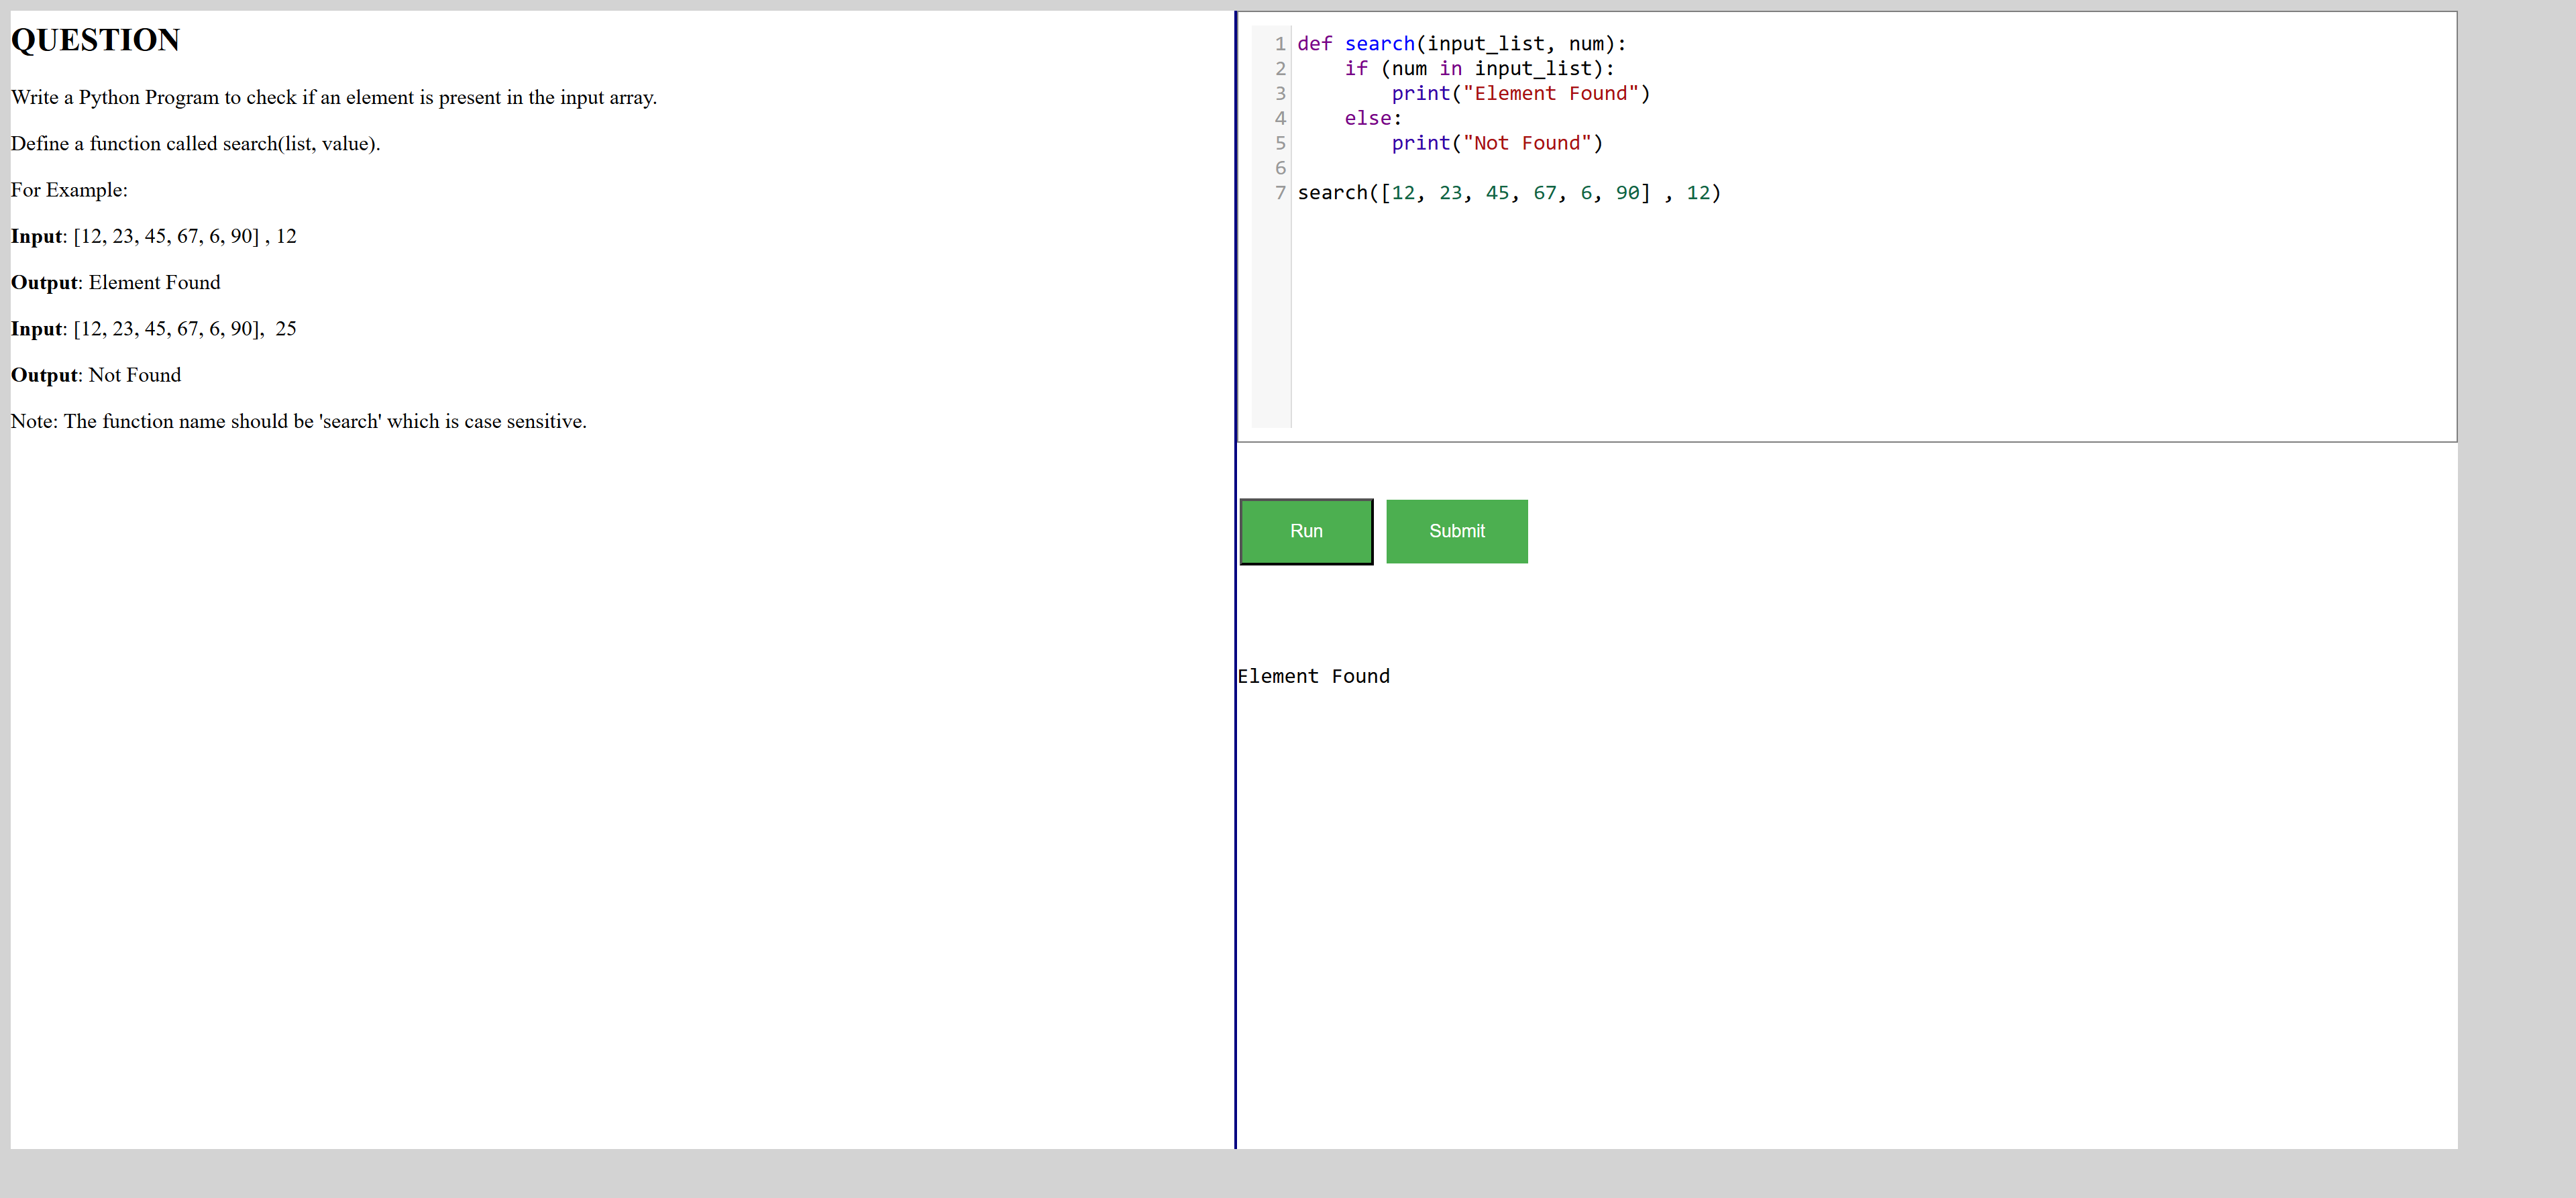 QUESTION
Write a Python Program to check if an element is present in the input array.
Define a function called search(list, value).
For Example:
Input: [12, 23, 45, 67, 6, 90] , 12
Output: Element Found
Input: [12, 23, 45, 67, 6, 90],  25
Output: Not Found
Note: The function name should be 'search' which is case sensitive.
1 def search(input_list, num):
2     if (num in input_list):
3         print("Element Found")
4     else:
5         print("Not Found")
6
7 search([12, 23, 45, 67, 6, 90] , 12)
Run Submit
Element Found